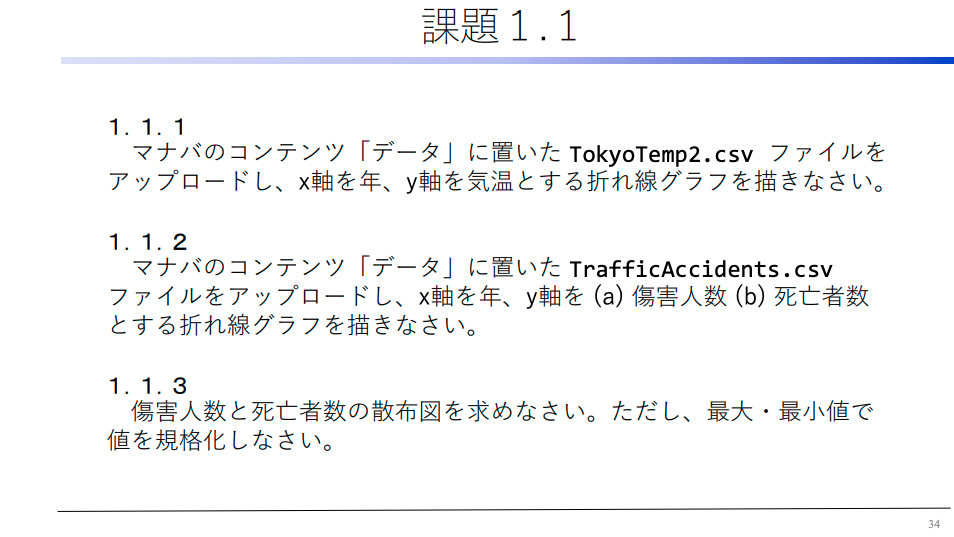 課題１.１
１．１．１
マナバのコンテンツ「データ」に置いた TokyoTemp2.csv ファイルを
アップロードし、x軸を年、y軸を気温とする折れ線グラフを描きなさい。
１．１．２
マナバのコンテンツ「データ」に置いた TrafficAccidents.csv
ファイルをアップロードし、x軸を年、y軸を (a) 傷害人数 (b) 死亡者数
とする折れ線グラフを描きなさい。
１．１．３
傷害人数と死亡者数の散布図を求めなさい。ただし、最大・最小値で
値を規格化しなさい。
34